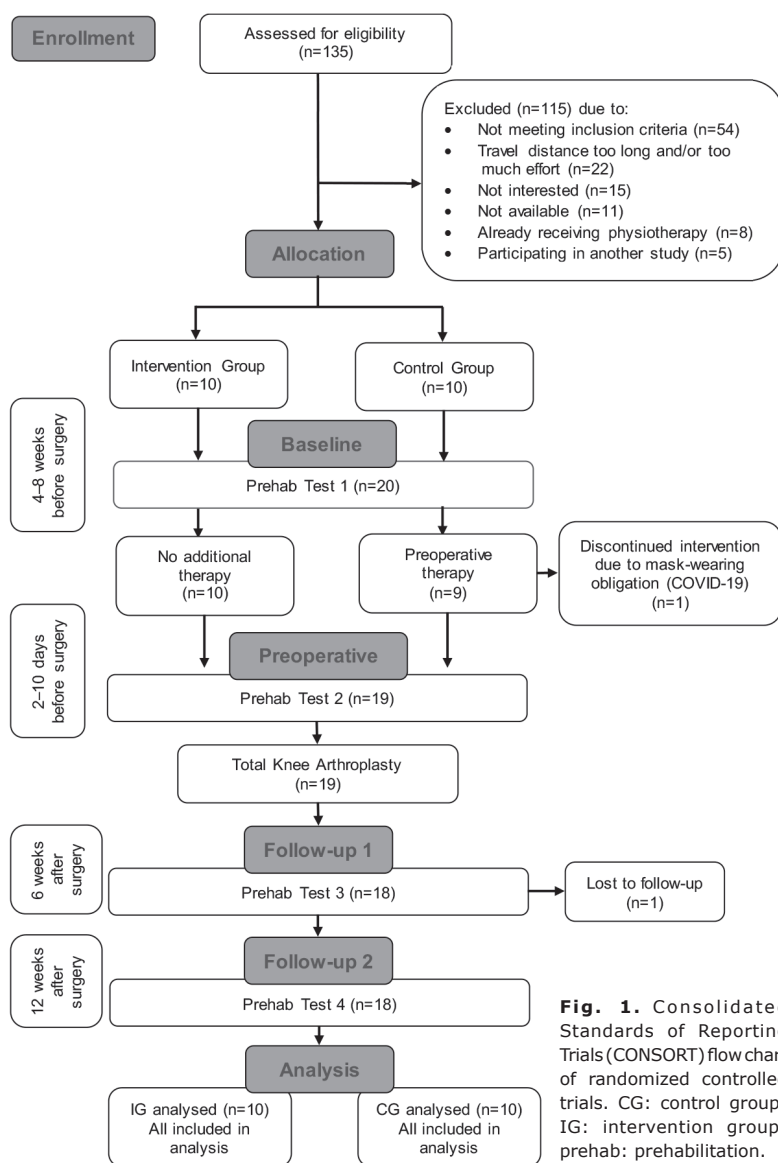 Enrollment
Assessed for eligibility
(n=135)
Excluded (n=115) due to:
• Not meeting inclusion criteria (n=54)
• Travel distance too long and/or too
much effort (n=22)
• Not interested (n=15)
• Not available (n=11)
• Already receiving physiotherapy (n=8)
• Participating in another study (n=5)
Allocation
Intervention Group
(n=10)
Control Group
(n=10)
4–8 weeks
before surgery
Baseline
Prehab Test 1 (n=20)
No additional
therapy
(n=10)
Preoperative
therapy
(n=9)
Discontinued intervention
due to mask-wearing
obligation (COVID-19)
(n=1)
2–10 days
before surgery
Preoperative
Prehab Test 2 (n=19)
Total Knee Arthroplasty
(n=19)
6 weeks
after
surgery
Follow-up 1
Prehab Test 3 (n=18)
Lost to follow-up
(n=1)
12 weeks
after
surgery
Follow-up 2
Prehab Test 4 (n=18)
Analysis
IG analysed (n=10)
All included in
analysis
CG analysed (n=10)
All included in
analysis
Fig. 1. Consolidated
Standards of Reporting
Trials (CONSORT) flow char
of randomized controlled
trials. CG: control group
IG: intervention group
prehab: prehabilitation.